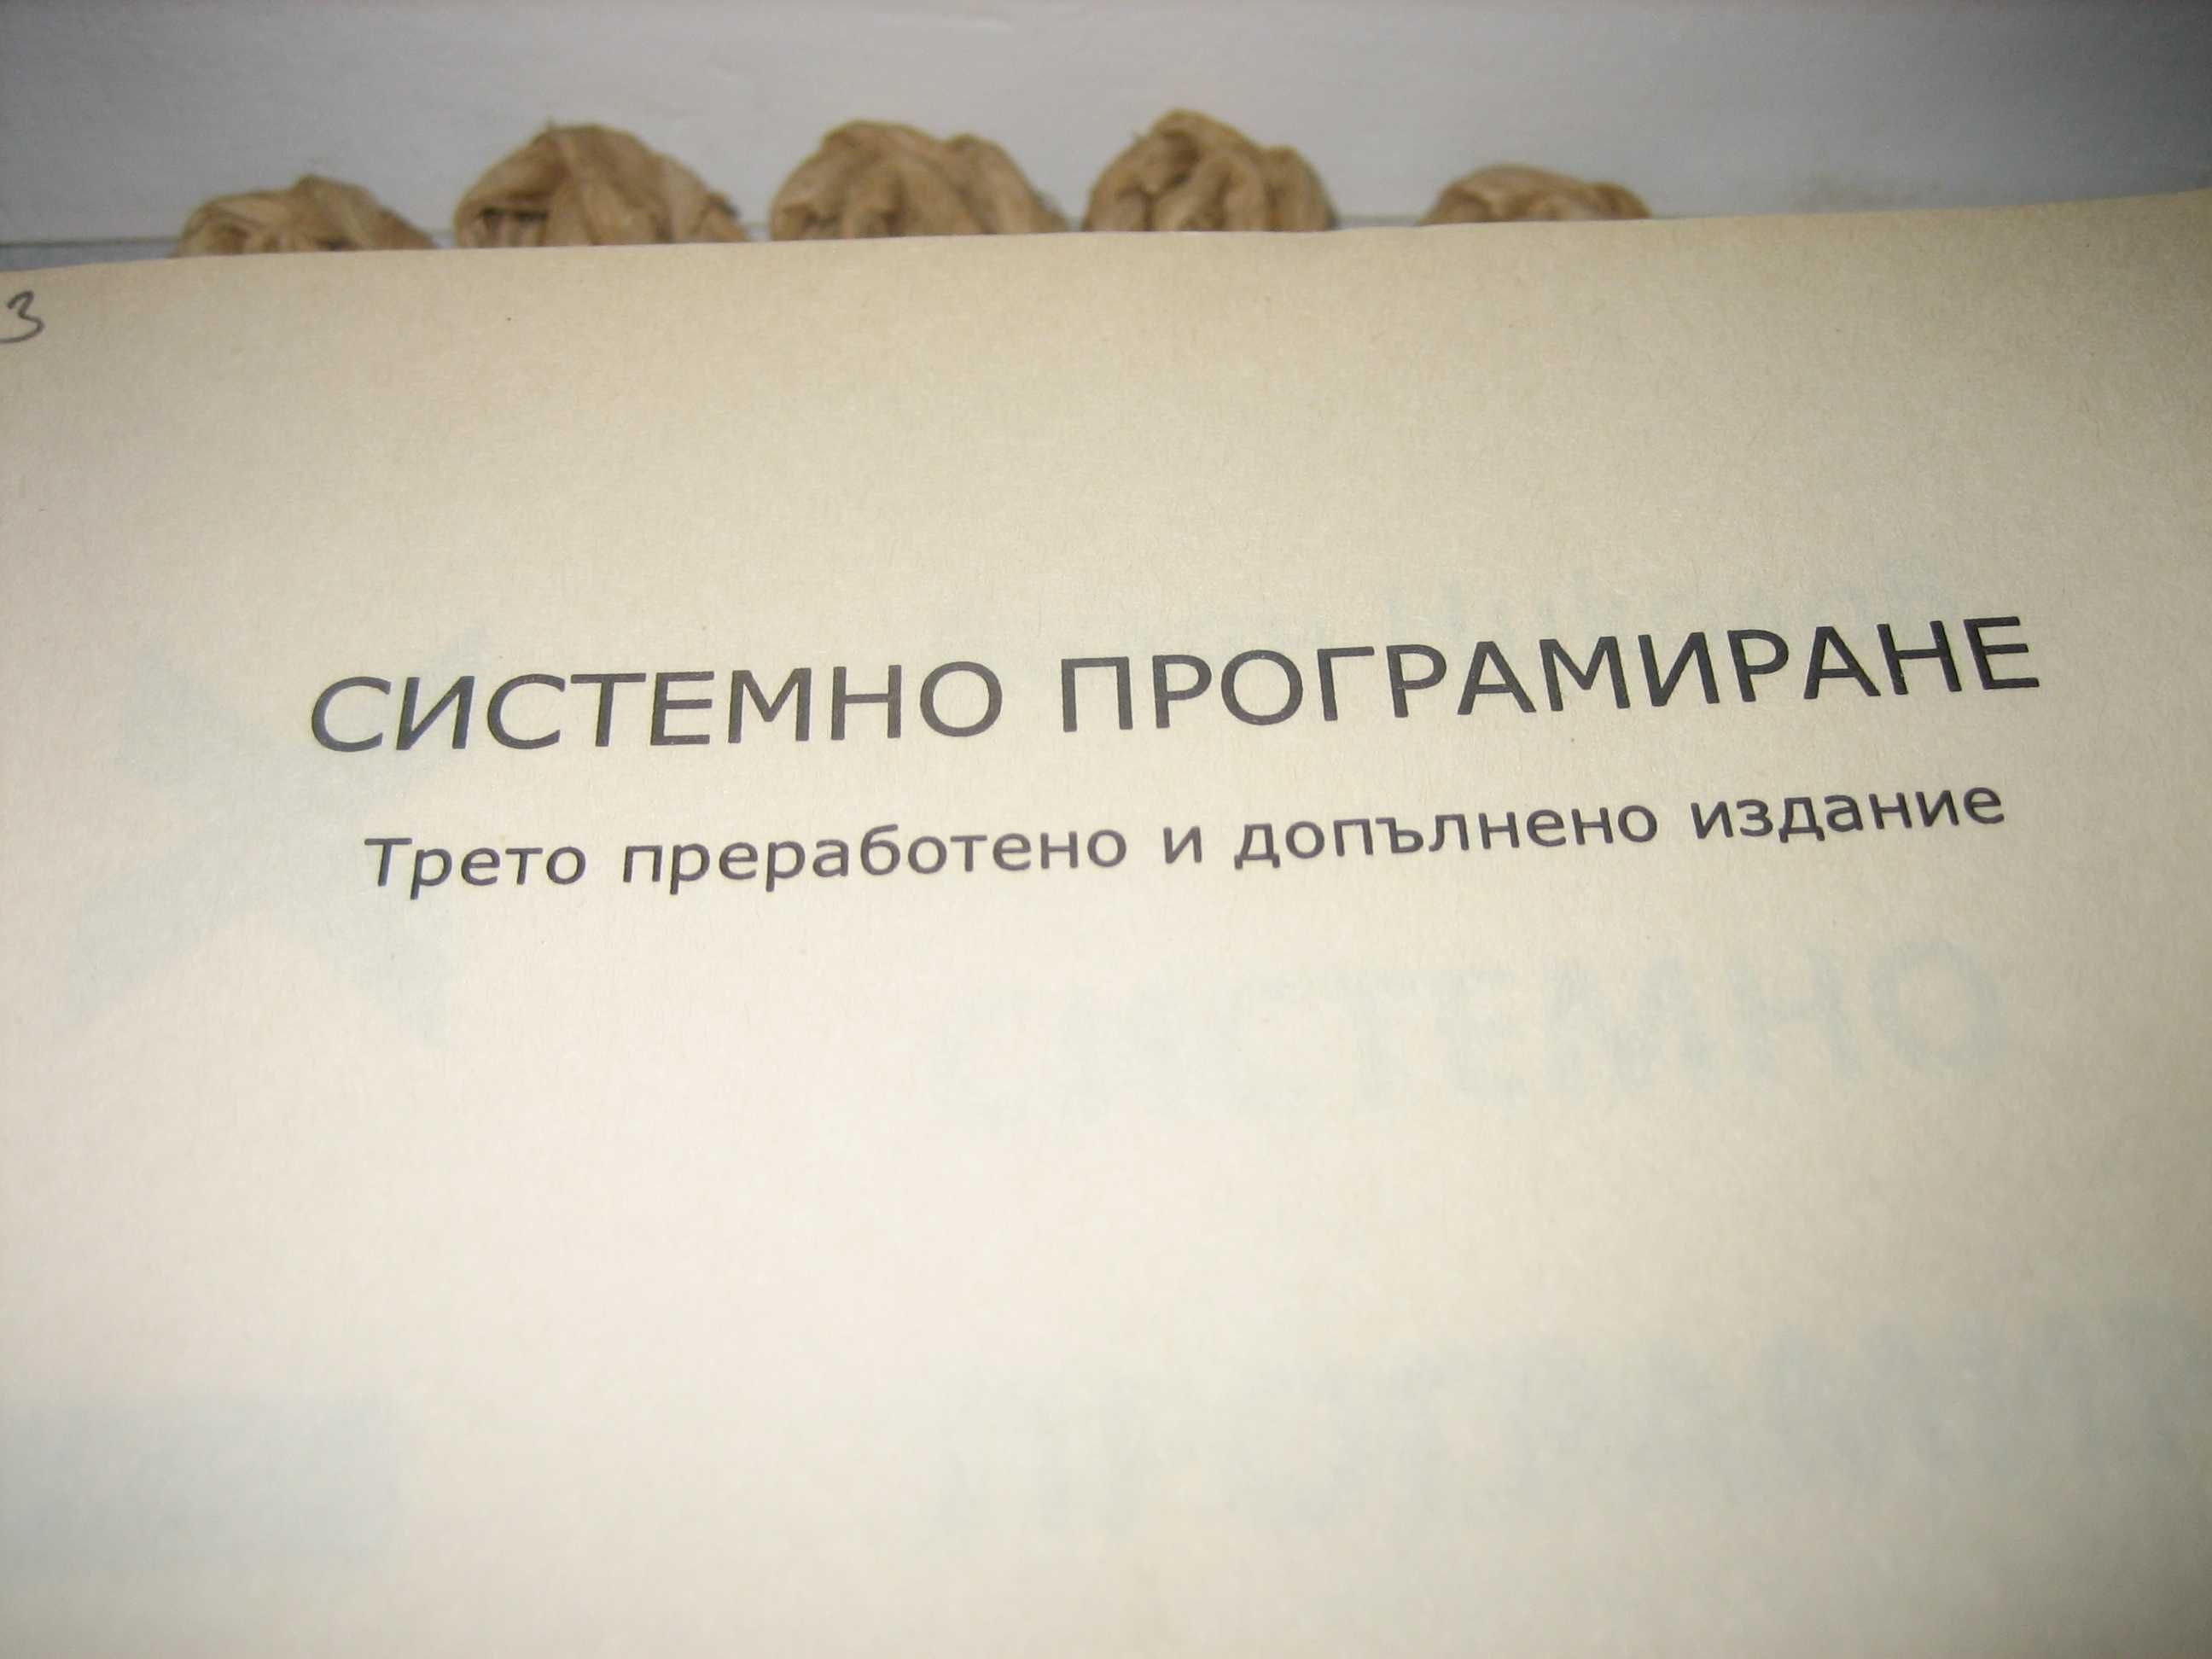 3
СИСТЕМНО ПРОГРАМИРАНЕ
Трето преработено и допълнено издание